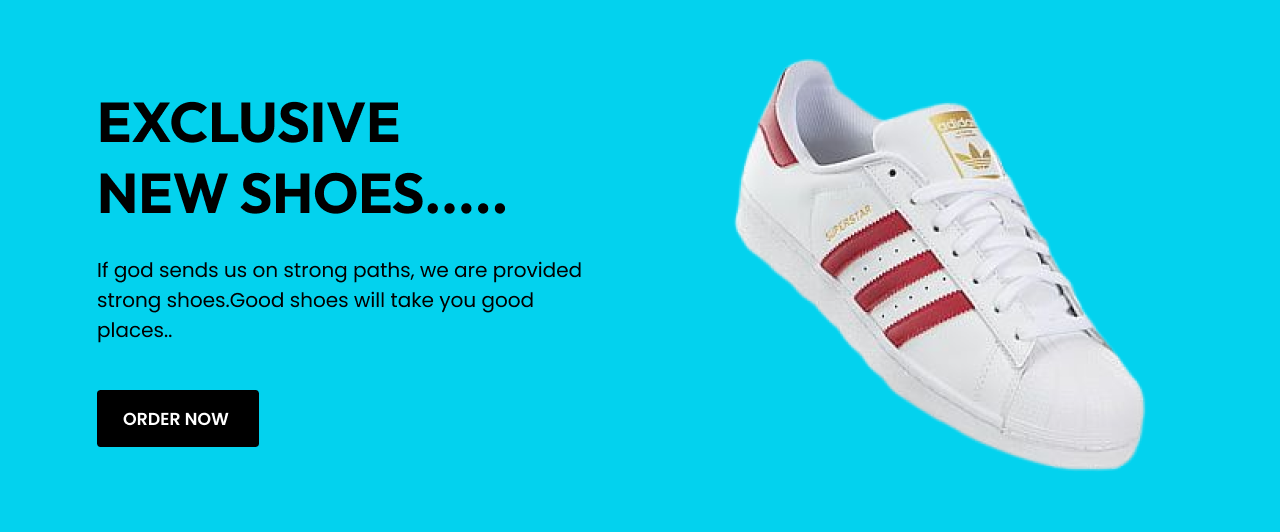 EXCLUSIVE
NEW SHOES.....
If god sends us on strong paths, we are provided
strong shoes.Good shoes will take you good
places..
ORDER NOW
adidas
SUPERSTAR